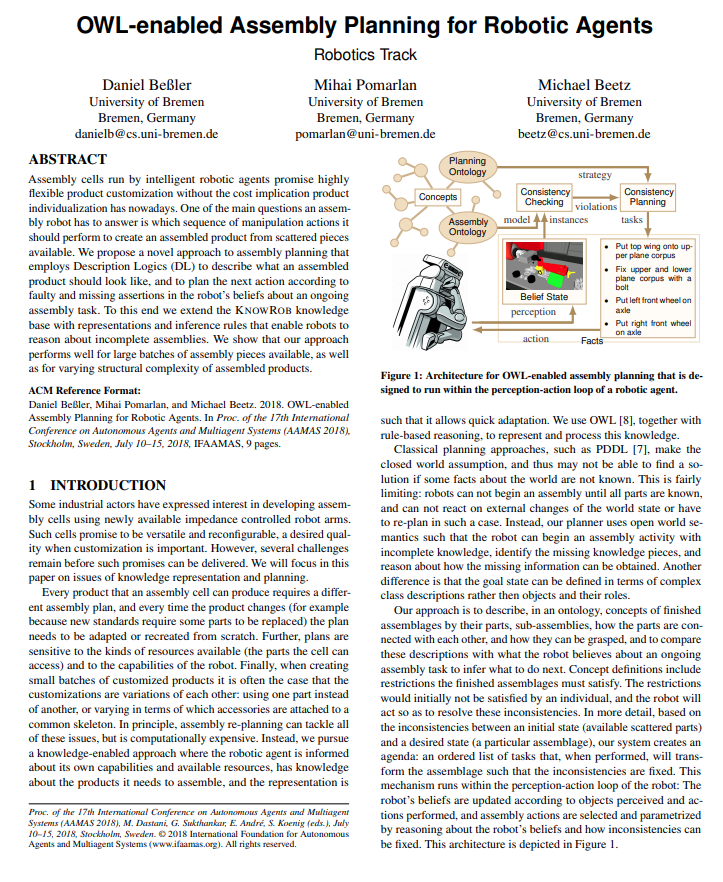 OWL-enabled Assembly Planning for Robotic Agents
Robotics Track
Daniel Beßler
University of Bremen
Bremen, Germany
danielb@cs.uni-bremen.de
Mihai Pomarlan
University of Bremen
Bremen, Germany
pomarlan@uni-bremen.de
Michael Beetz
University of Bremen
Bremen, Germany
beetz@cs.uni-bremen.de
ABSTRACT
Assembly cells run by intelligent robotic agents promise highly
flexible product customization without the cost implication product
individualization has nowadays. One of the main questions an assem-
bly robot has to answer is which sequence of manipulation actions it
should perform to create an assembled product from scattered pieces
available. We propose a novel approach to assembly planning that
employs Description Logics (DL) to describe what an assembled
product should look like, and to plan the next action according to
faulty and missing assertions in the robot's beliefs about an ongoing
assembly task. To this end we extend the KNOWROB knowledge
base with representations and inference rules that enable robots to
reason about incomplete assemblies. We show that our approach
performs well for large batches of assembly pieces available, as well
as for varying structural complexity of assembled products.
ACM Reference Format:
Daniel Beßler, Mihai Pomarlan, and Michael Beetz. 2018. OWL-enabled
Assembly Planning for Robotic Agents. In Proc. of the 17th International
Conference on Autonomous Agents and Multiagent Systems (AAMAS 2018),
Stockholm, Sweden, July 10–15, 2018, IFAAMAS, 9 pages.
1 INTRODUCTION
Some industrial actors have expressed interest in developing assem-
bly cells using newly available impedance controlled robot arms.
Such cells promise to be versatile and reconfigurable, a desired qual-
ity when customization is important. However, several challenges
remain before such promises can be delivered. We will focus in this
paper on issues of knowledge representation and planning.
Every product that an assembly cell can produce requires a differ-
ent assembly plan, and every time the product changes (for example
because new standards require some parts to be replaced) the plan
needs to be adapted or recreated from scratch. Further, plans are
sensitive to the kinds of resources available (the parts the cell can
access) and to the capabilities of the robot. Finally, when creating
small batches of customized products it is often the case that the
customizations are variations of each other: using one part instead
of another, or varying in terms of which accessories are attached to a
common skeleton. In principle, assembly re-planning can tackle all
of these issues, but is computationally expensive. Instead, we pursue
a knowledge-enabled approach where the robotic agent is informed
about its own capabilities and available resources, has knowledge
about the products it needs to assemble, and the representation is
Proc. of the 17th International Conference on Autonomous Agents and Multiagent
Systems (AAMAS 2018), M. Dastani, G. Sukthankar, E. André, S. Koenig (eds.), July
10–15, 2018, Stockholm, Sweden. © 2018 International Foundation for Autonomous
Agents and Multiagent Systems (www.ifaamas.org). All rights reserved.
Planning
Ontology
strategy
Concepts
Consistency
Checking
violations
Consistency
Planning
Assembly
Ontology
model
instances
tasks
• Put top wing onto up-
per plane corpus
• Fix upper and lower
plane corpus with a
bolt
• Put left front wheel on
axle
• Put right front wheel
on axle
Belief State
perception
action
Facts
Figure 1: Architecture for OWL-enabled assembly planning that is de-
signed to run within the perception-action loop of a robotic agent.
such that it allows quick adaptation. We use OWL [8], together with
rule-based reasoning, to represent and process this knowledge.
Classical planning approaches, such as PDDL [7], make the
closed world assumption, and thus may not be able to find a so-
lution if some facts about the world are not known. This is fairly
limiting: robots can not begin an assembly until all parts are known,
and can not react on external changes of the world state or have
to re-plan in such a case. Instead, our planner uses open world se-
mantics such that the robot can begin an assembly activity with
incomplete knowledge, identify the missing knowledge pieces, and
reason about how the missing information can be obtained. Another
difference is that the goal state can be defined in terms of complex
class descriptions rather then objects and their roles.
Our approach is to describe, in an ontology, concepts of finished
assemblages by their parts, sub-assemblies, how the parts are con-
nected with each other, and how they can be grasped, and to compare
these descriptions with what the robot believes about an ongoing
assembly task to infer what to do next. Concept definitions include
restrictions the finished assemblages must satisfy. The restrictions
would initially not be satisfied by an individual, and the robot will
act so as to resolve these inconsistencies. In more detail, based on
the inconsistencies between an initial state (available scattered parts)
and a desired state (a particular assemblage), our system creates an
agenda: an ordered list of tasks that, when performed, will trans-
form the assemblage such that the inconsistencies are fixed. This
mechanism runs within the perception-action loop of the robot: The
robot's beliefs are updated according to objects perceived and ac-
tions performed, and assembly actions are selected and parametrized
by reasoning about the robot's beliefs and how inconsistencies can
be fixed. This architecture is depicted in Figure 1.